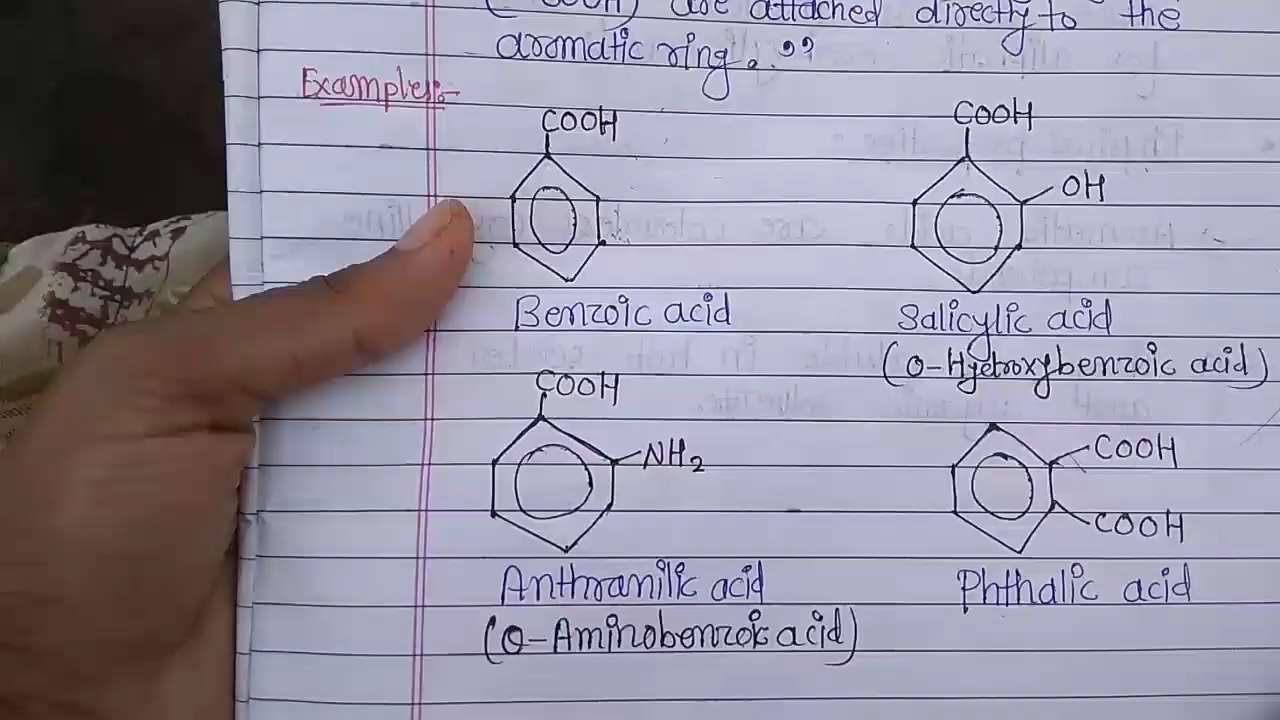 (-COOH) are attached directly to the
aromatic ring.”
Examples:-
COOH
COOH
OH
Benzoic acid
Salicylic acid
(O-Hydroxybenzoic acid)
COOH
NH2
COOH
COOH
Anthranilic acid
Phthalic acid
(O-Aminobenzoic acid)